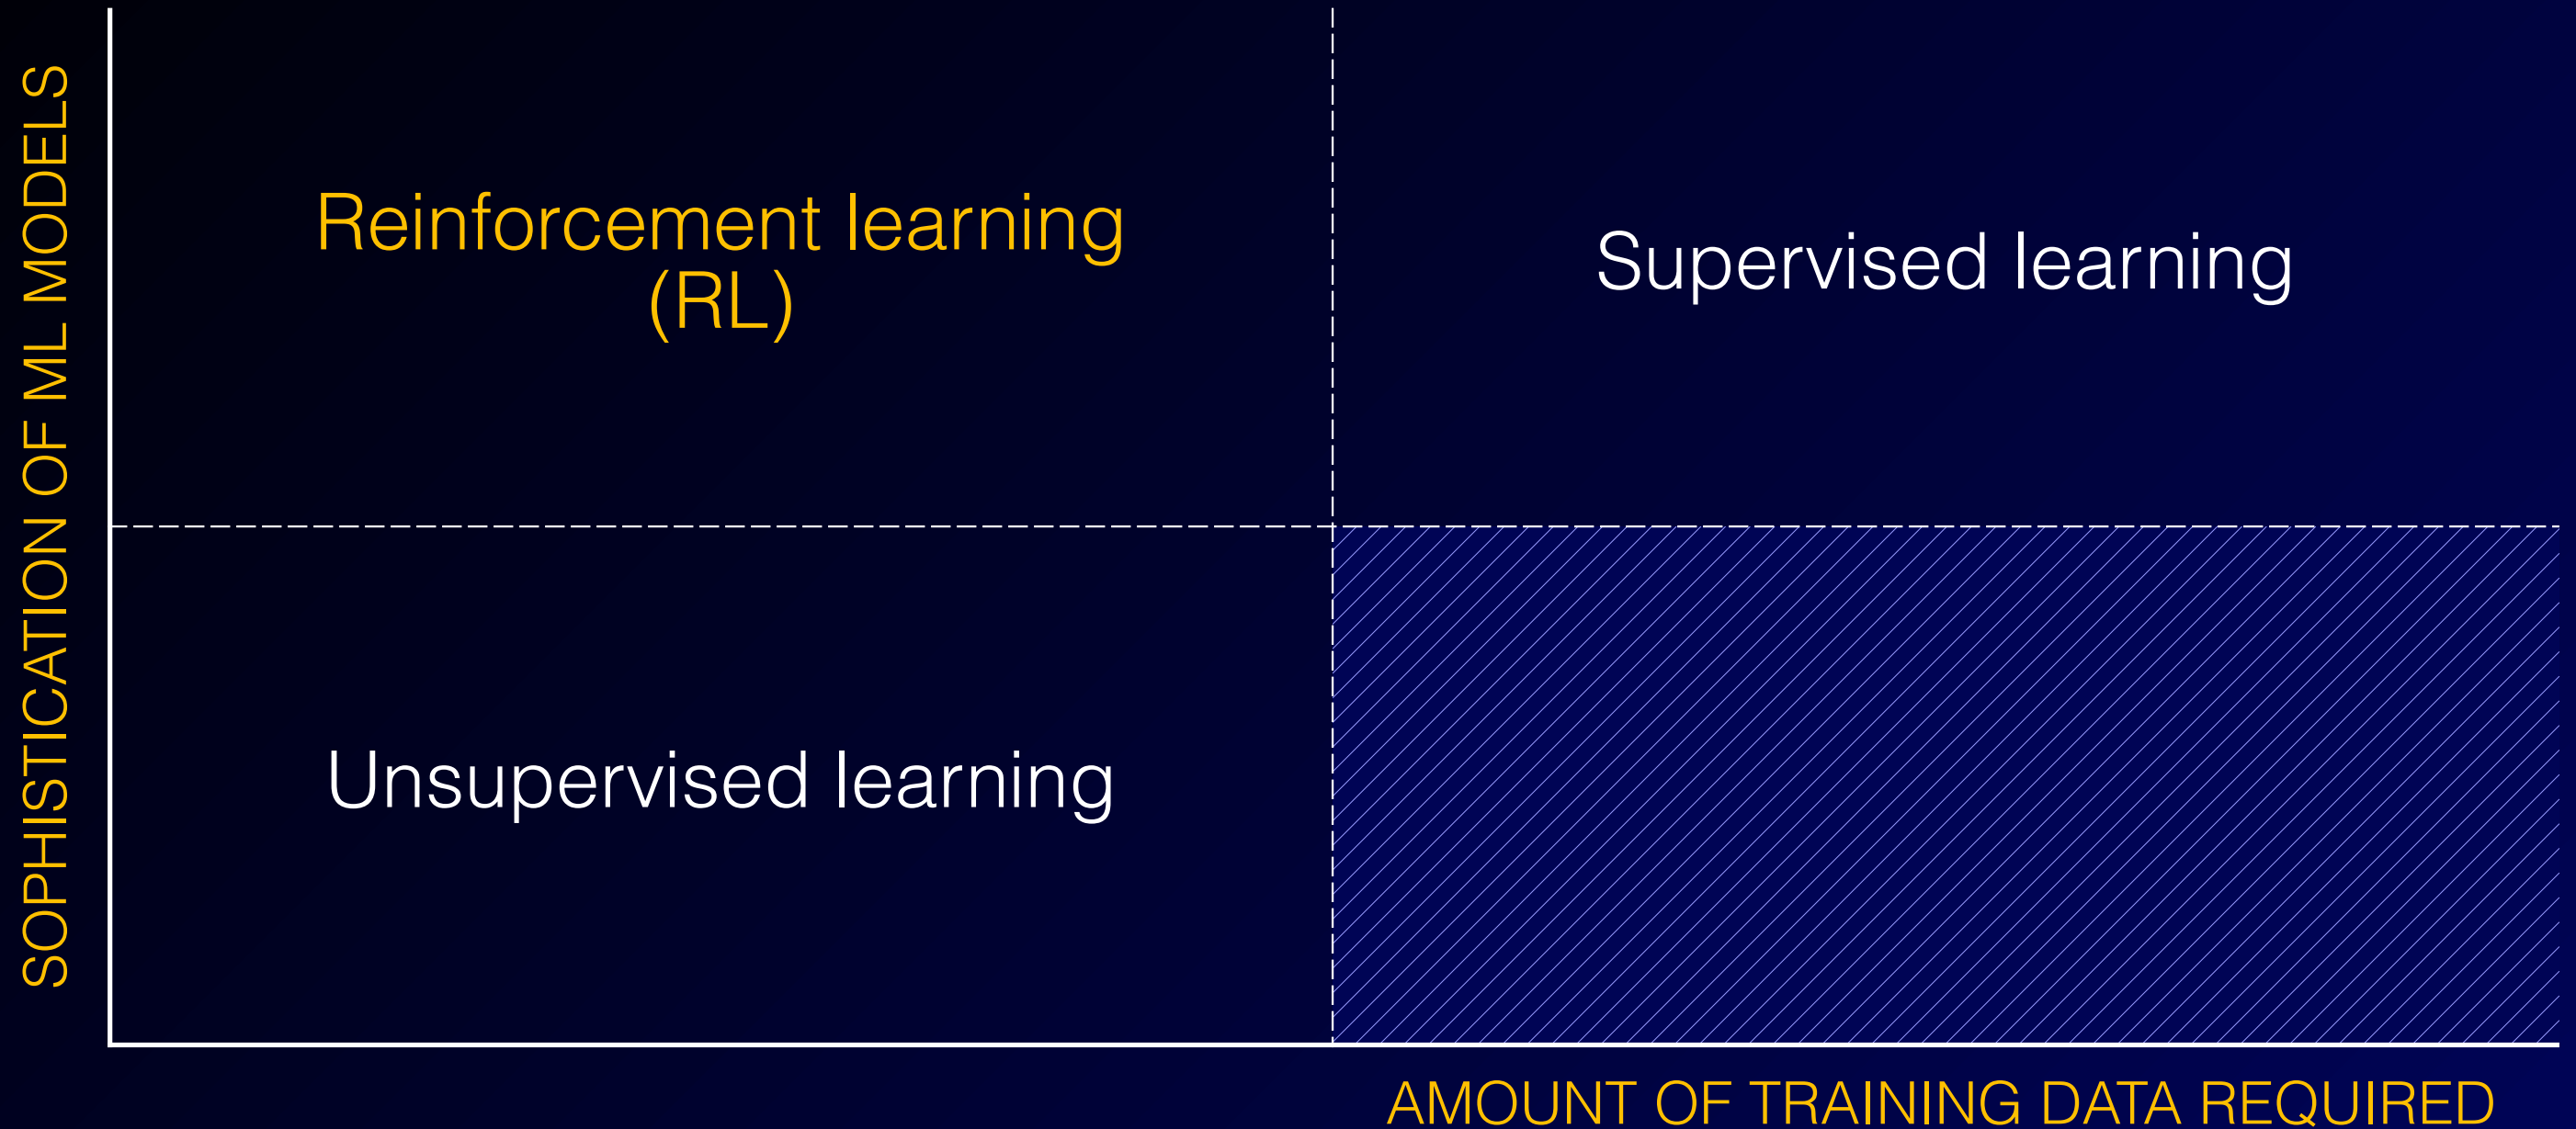 SOPHISTICATION OF ML MODELS
Reinforcement learning
(RL)
Supervised learning
Unsupervised learning
AMOUNT OF TRAINING DATA REQUIRED